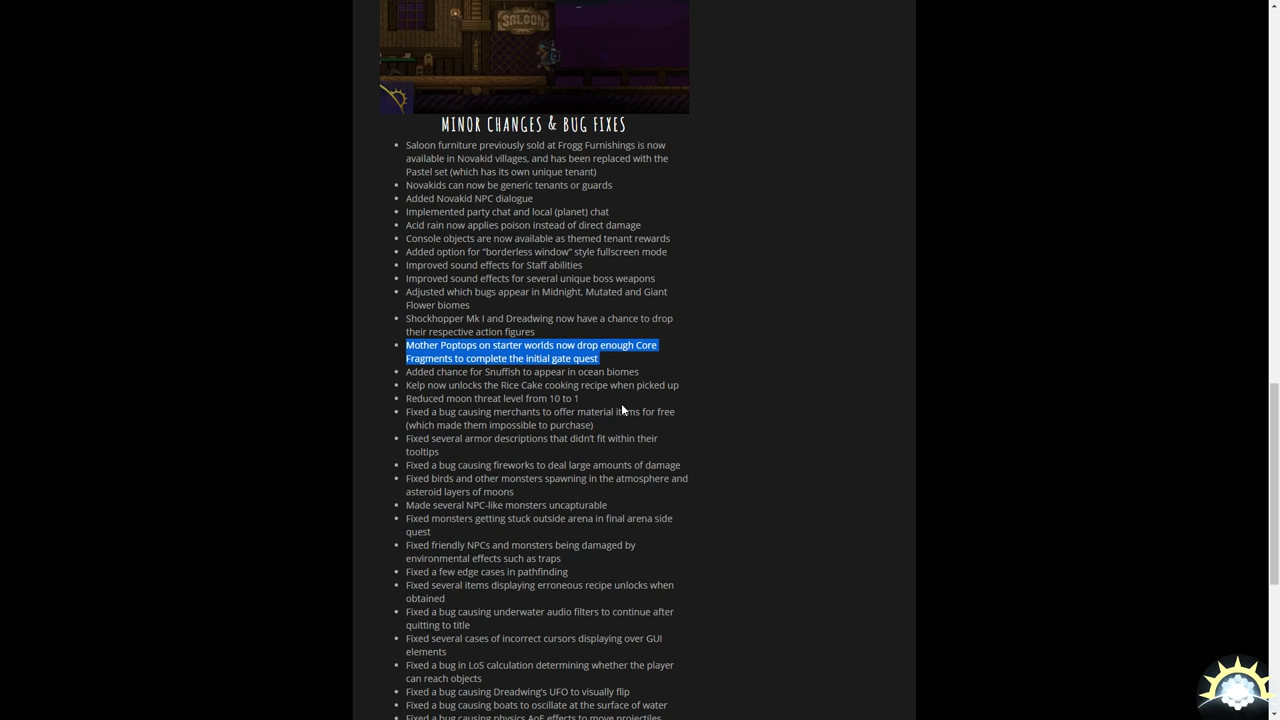 SALOON
MINOR CHANGES & BUG FIXES
Saloon furniture previously sold at Frogg Furnishings is now
available in Novakid villages, and has been replaced with the
Pastel set (which has its own unique tenant)
Novakids can now be generic tenants or guards
Added Novakid NPC dialogue
Implemented party chat and local (planet) chat
Acid rain now applies poison instead of direct damage
Console objects are now available as themed tenant rewards
Added option for “borderless window” style fullscreen mode
Improved sound effects for Staff abilities
Improved sound effects for several unique boss weapons
Adjusted which bugs appear in Midnight, Mutated and Giant
Flower biomes
Shockhopper Mk I and Dreadwing now have a chance to drop
their respective action figures
Mother Poptops on starter worlds now drop enough Core
Fragments to complete the initial gate quest
Added chance for Snuffish to appear in ocean biomes
Kelp now unlocks the Rice Cake cooking recipe when picked up
Reduced moon threat level from 10 to 1
Fixed a bug causing merchants to offer material items for free
(which made them impossible to purchase)
Fixed several armor descriptions that didn’t fit within their
tooltips
Fixed a bug causing fireworks to deal large amounts of damage
Fixed birds and other monsters spawning in the atmosphere and
asteroid layers of moons
Made several NPC-like monsters uncapturable
Fixed monsters getting stuck outside arena in final arena side
quest
Fixed friendly NPCs and monsters being damaged by
environmental effects such as traps
Fixed a few edge cases in pathfinding
Fixed several items displaying erroneous recipe unlocks when
obtained
Fixed a bug causing underwater audio filters to continue after
quitting to title
Fixed several cases of incorrect cursors displaying over GUI
elements
Fixed a bug in LoS calculation determining whether the player
can reach objects
Fixed a bug causing Dreadwing’s UFO to visually flip
Fixed a bug causing boats to oscillate at the surface of water
Fixed a bug causing physics AoE effects to move projectiles